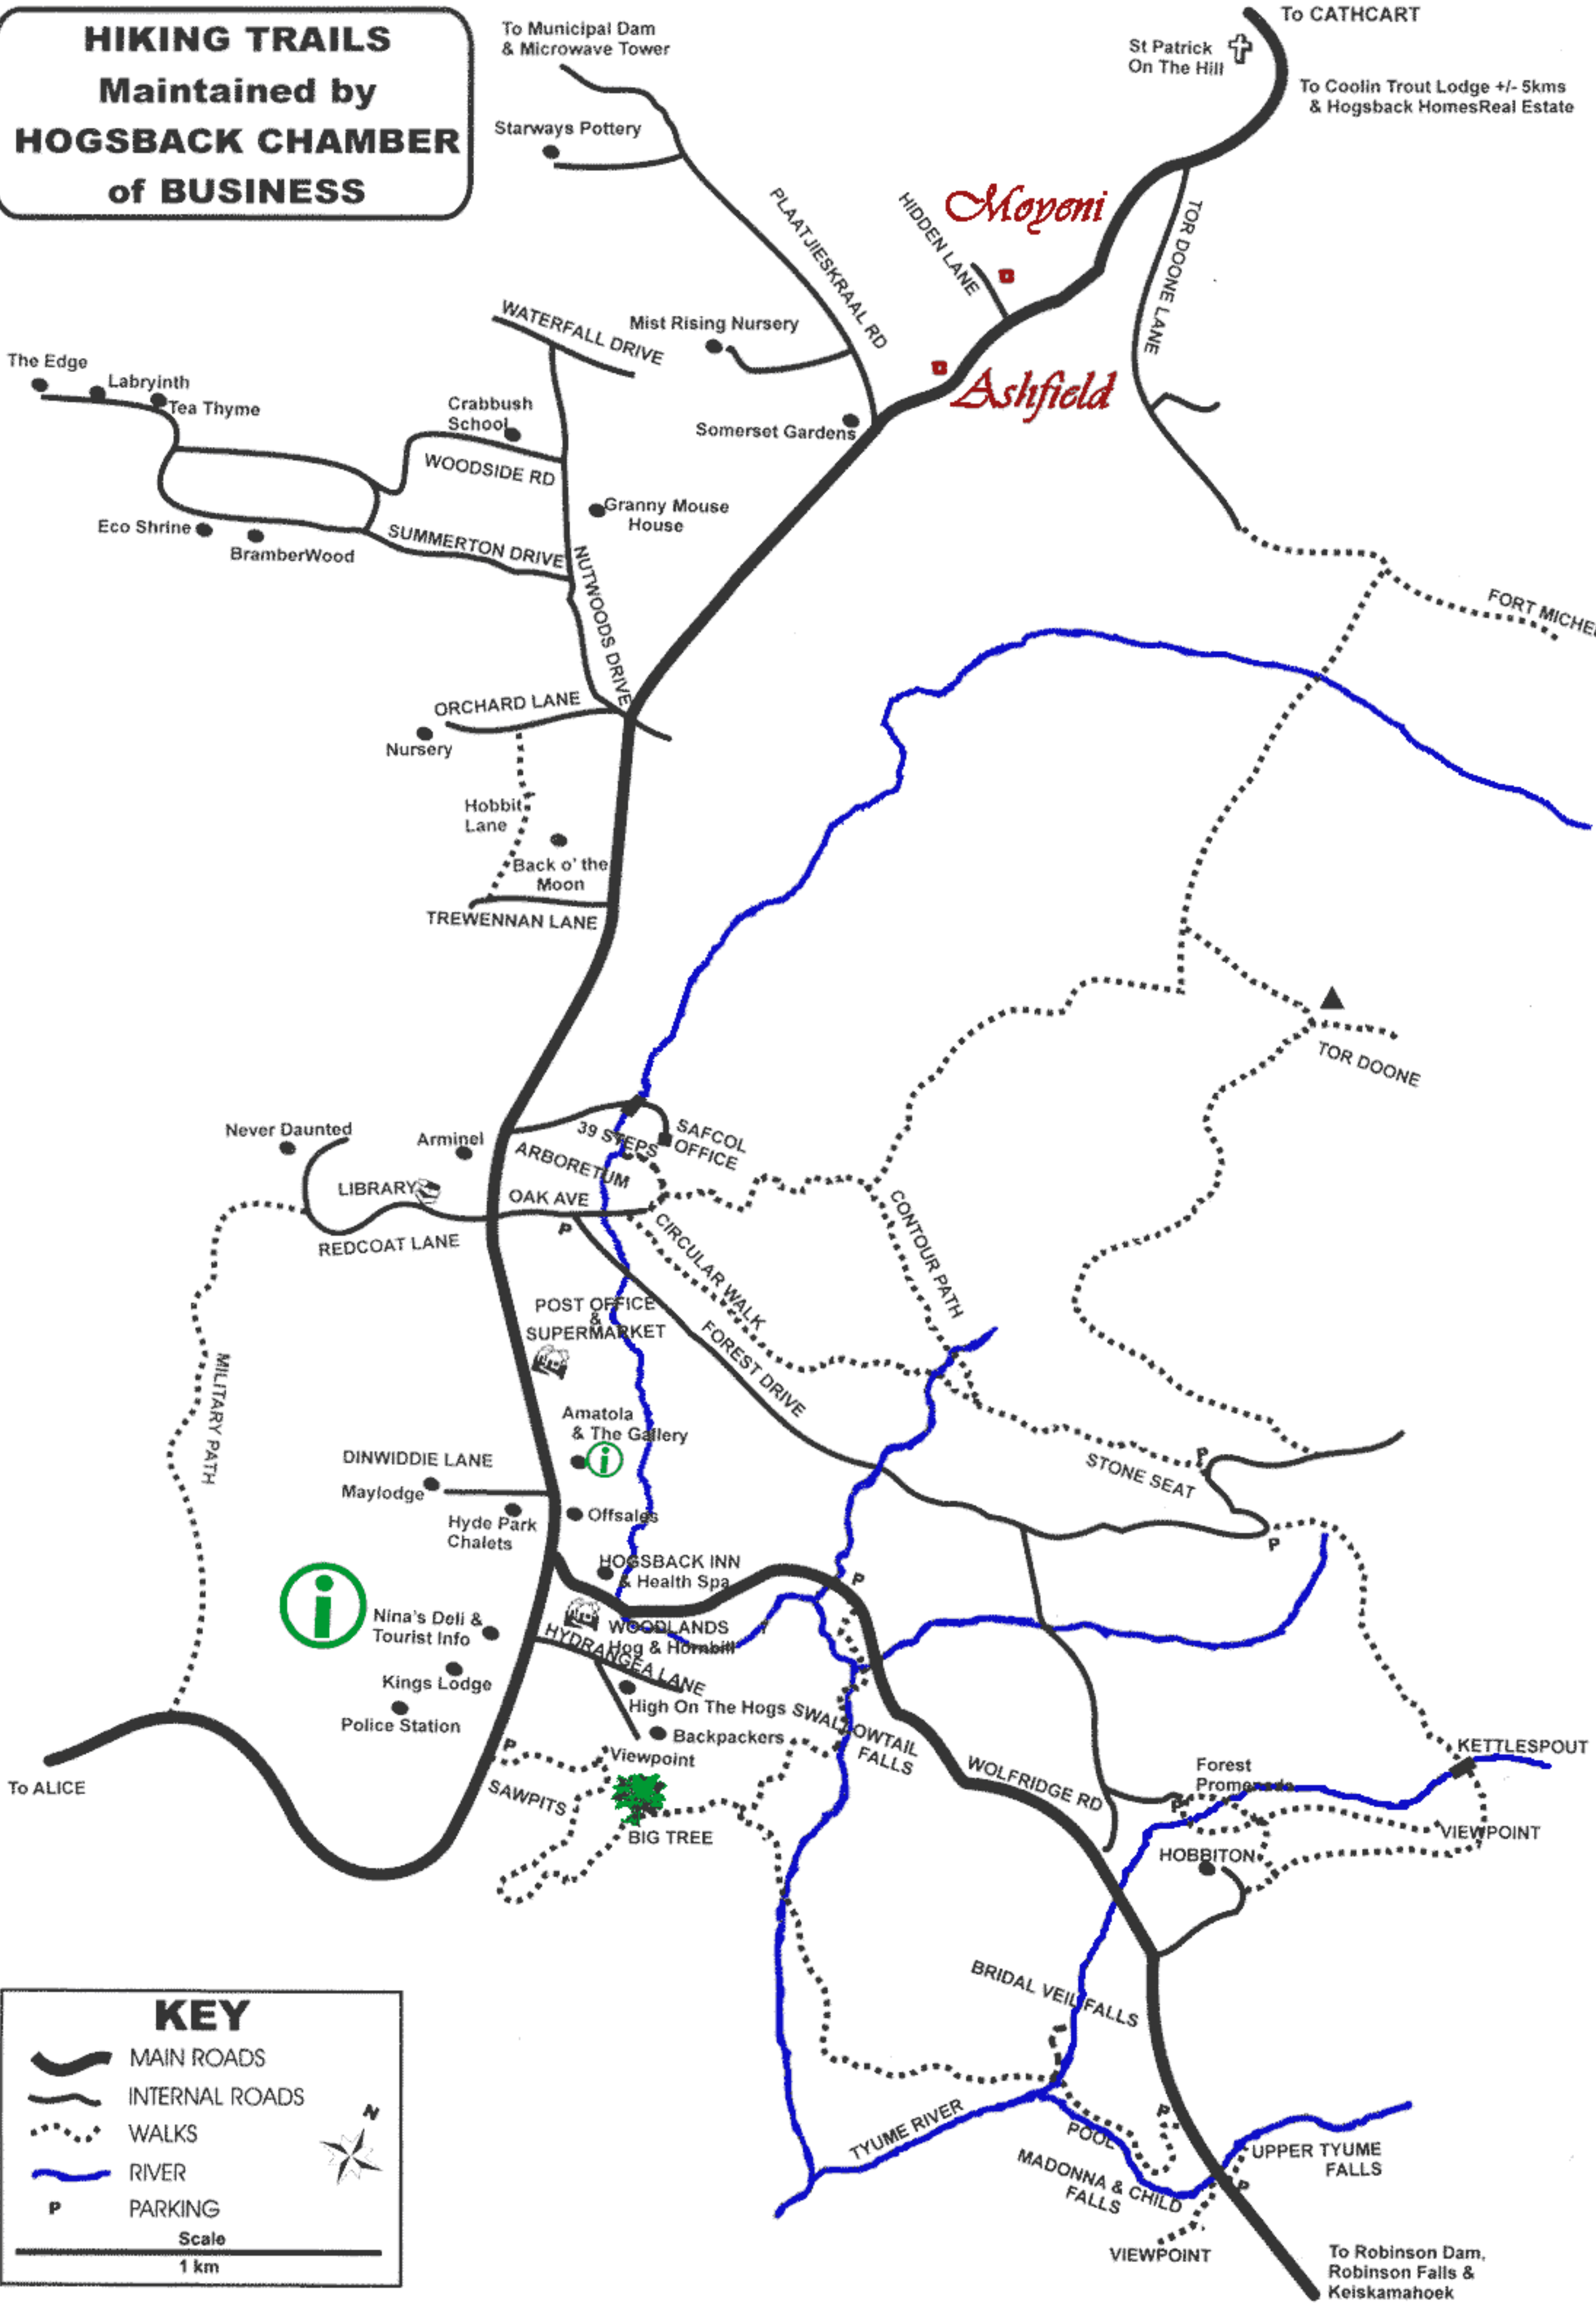 HIKING TRAILS
Maintained by
HOGSBACK CHAMBER
of BUSINESS
To Municipal Dam
& Microwave Tower
Starways Pottery
To CATHCART
St Patrick
On The Hill
To Coolin Trout Lodge +/- 5kms
& Hogsback HomesReal Estate
PLAATJIESKRAAL RD
HIDDEN LANE
Moyeni
TOR DOONE LANE
WATERFALL DRIVE
Mist Rising Nursery
Ashfield
The Edge
Labryinth
Tea Thyme
Crabbush
School
Somerset Gardens
WOODSIDE RD
Granny Mouse
House
Eco Shrine
BramberWood
SUMMERTON DRIVE
NUTWOODS DRIVE
FORT MICHE
ORCHARD LANE
Nursery
Hobbit
Lane
Back o' the
Moon
TREWENNAN LANE
TOR DOONE
Never Daunted
Arminel
39 STEPS
SAFCOL
OFFICE
ARBORETUM
LIBRARY
OAK AVE
P
REDCOAT LANE
CIRCULAR WALK
CONTOUR PATH
POST OFFICE
&
SUPERMARKET
FOREST DRIVE
MILITARY PATH
Amatola
& The Gallery
i
DINWIDDIE LANE
Maylodge
P
STONE SEAT
Hyde Park
Chalets
Offsales
P
HOGSBACK INN
& Health Spa
P
i
Nina's Deli &
Tourist Info
WOODLANDS
Hog & Hornbill
HYDRANGEA LANE
Kings Lodge
High On The Hogs
SWALLOWTAIL
FALLS
Police Station
Backpackers
P
Viewpoint
To ALICE
SAWPITS
BIG TREE
WOLFRIDGE RD
Forest
Promenade
KETTLESPOUT
P
VIEWPOINT
HOBBITON
BRIDAL VEIL FALLS
TYUME RIVER
POOL
P
MADONNA & CHILD
FALLS
UPPER TYUME
FALLS
P
VIEWPOINT
To Robinson Dam,
Robinson Falls &
Keiskamahoek
KEY
MAIN ROADS
INTERNAL ROADS
WALKS
N
RIVER
P PARKING
Scale
1 km